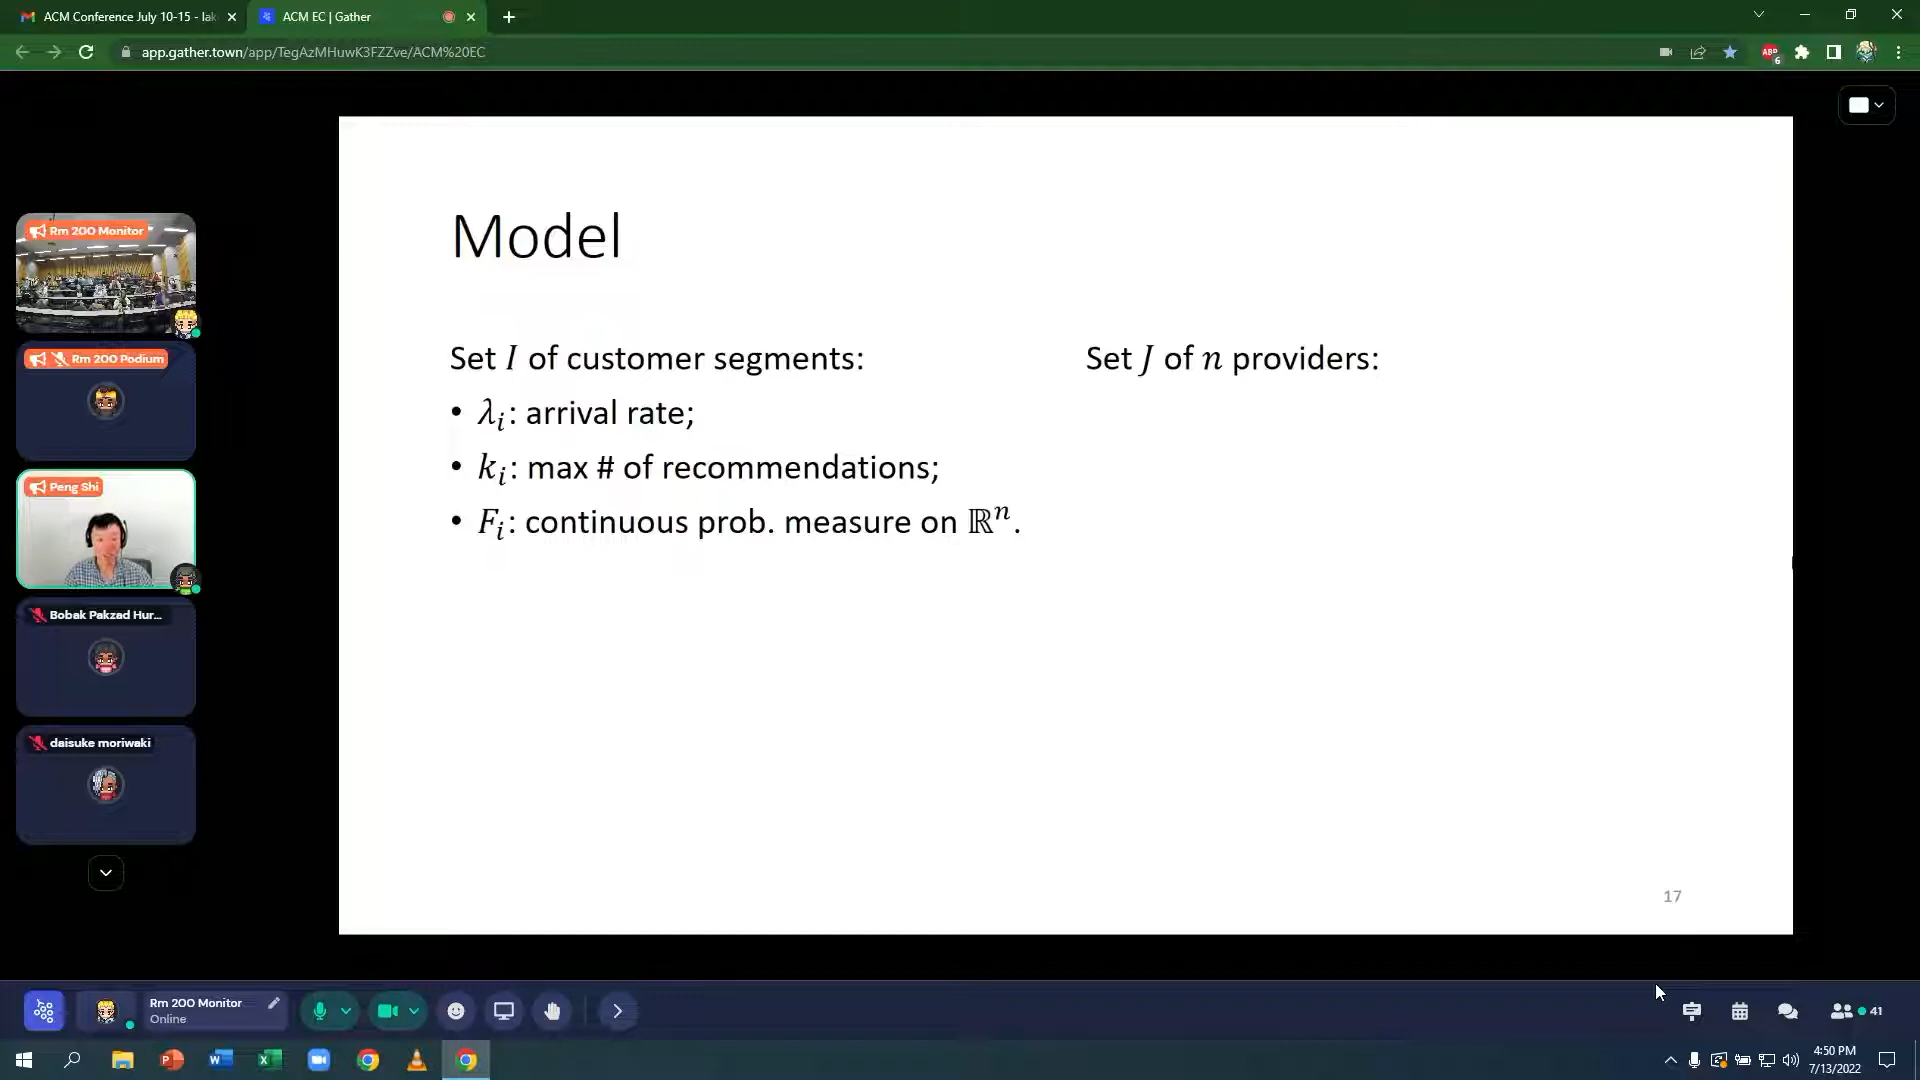 ACM Conference July 10-15 - lak
ACM EC | Gather
app.gather.town/app/TegAzMHuwK3FZZve/ACM%20EC
ABP
6
Rm 200 Monitor
Rm 200 Podium
Peng Shi
Bobak Pakzad Hur...
daisuke moriwaki
Model
Set I of customer segments:
• λᵢ: arrival rate;
• kᵢ: max # of recommendations;
• Fᵢ: continuous prob. measure on ℝⁿ.
Set J of n providers:
17
Rm 200 Monitor
Online
41
4:50 PM
7/13/2022